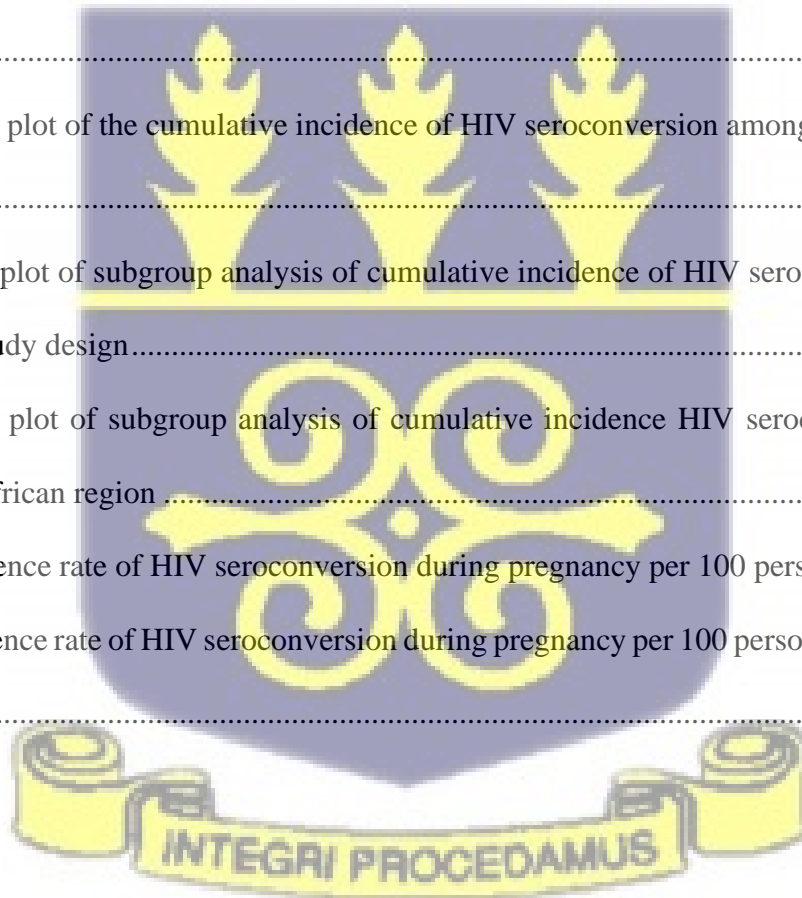 ....................................................................................................
plot of the cumulative incidence of HIV seroconversion among
....................................................................................................
plot of subgroup analysis of cumulative incidence of HIV sero
udy design....................................................................................
plot of subgroup analysis of cumulative incidence HIV seroc
frican region ................................................................................
ence rate of HIV seroconversion during pregnancy per 100 pers
ence rate of HIV seroconversion during pregnancy per 100 perso
....................................................................................................
INTEGRI PROCEDAMUS